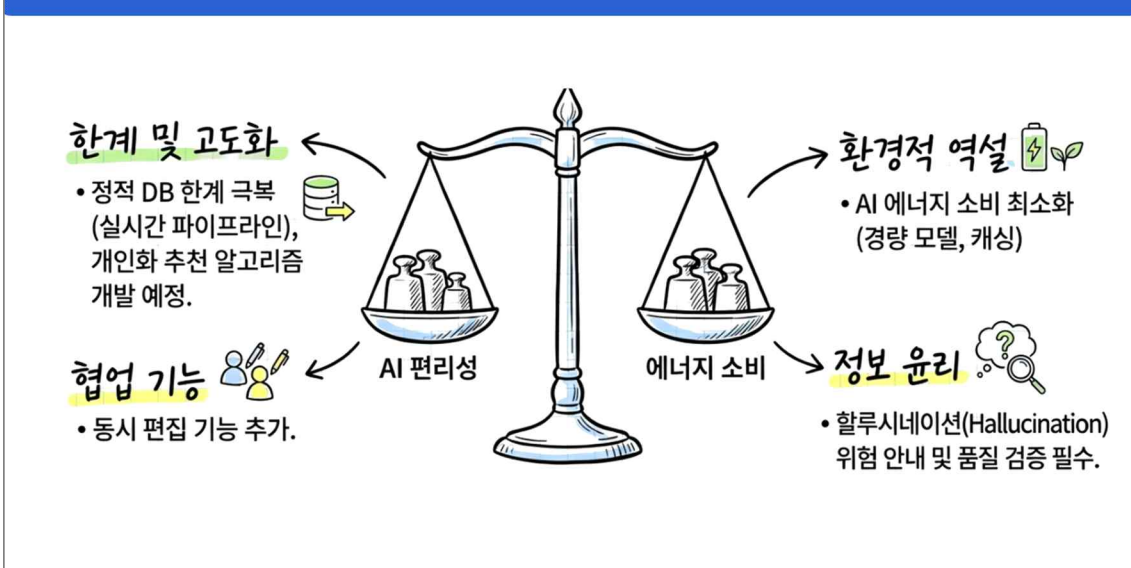 한계 및 고도화
• 정적 DB 한계 극복
(실시간 파이프라인),
개인화 추천 알고리즘
개발 예정.
협업 기능
• 동시 편집 기능 추가.
AI 편리성
에너지 소비
환경적 역설
• AI 에너지 소비 최소화
(경량 모델, 캐싱)
정보 윤리
• 할루시네이션(Hallucination)
위험 안내 및 품질 검증 필수.